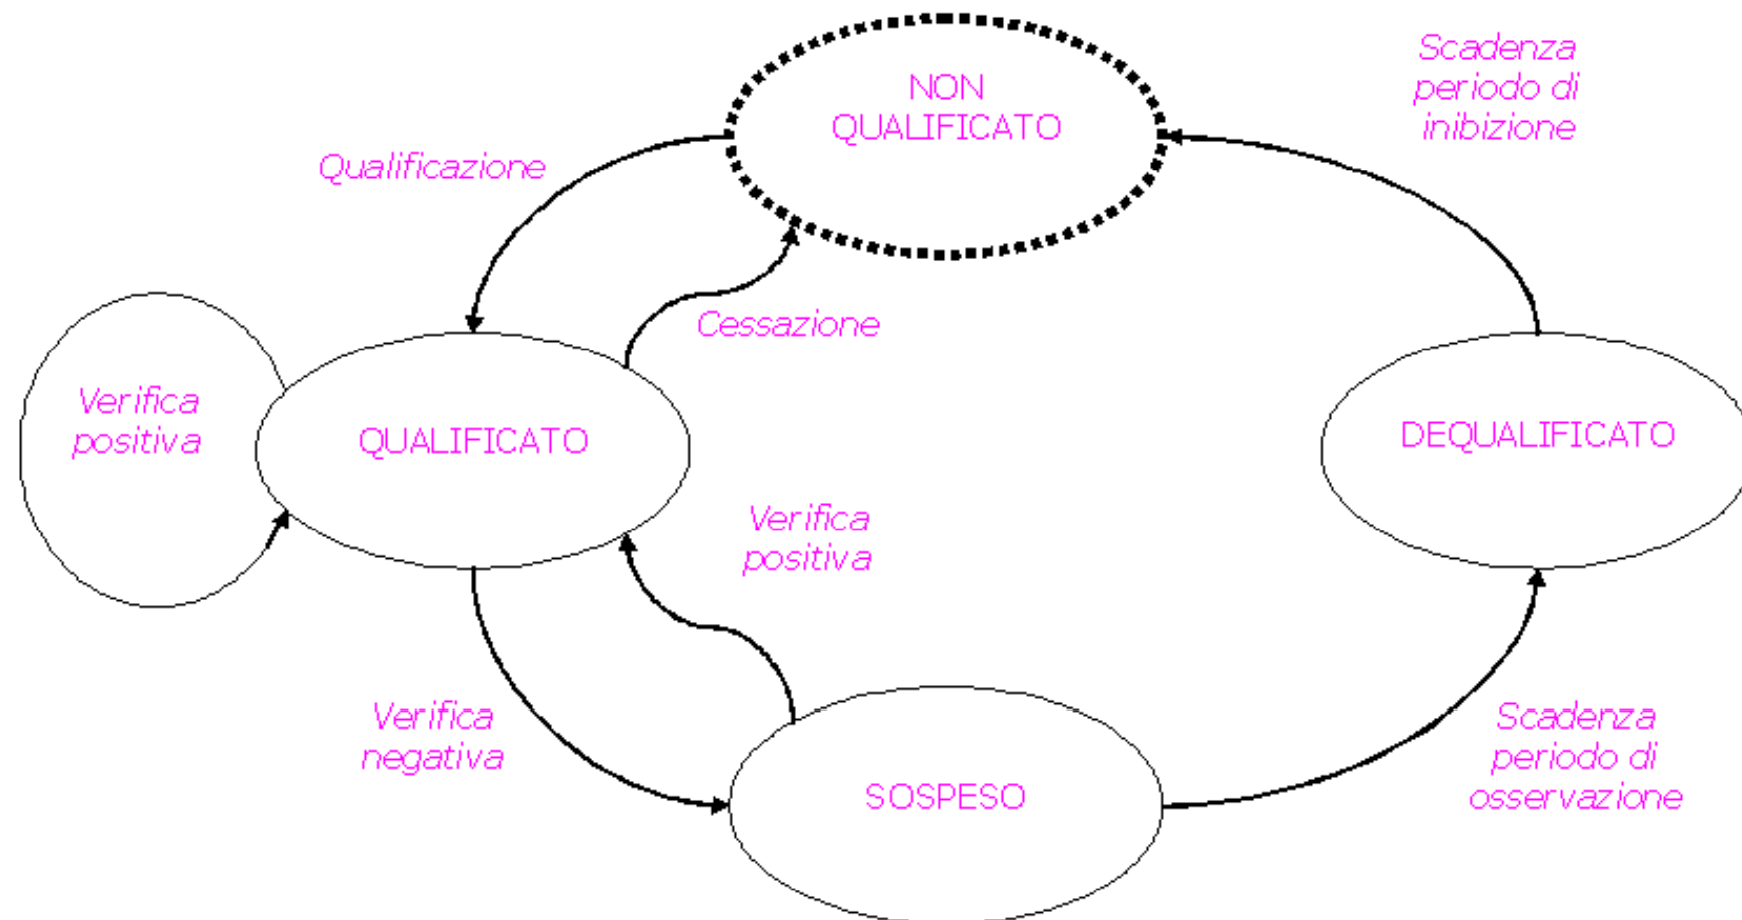 NON
QUALIFICATO
Scadenza
periodo di
inibizione
Qualificazione
Cessazione
Verifica
positiva
QUALIFICATO
DEQUALIFICATO
Verifica
positiva
Verifica
negativa
SOSPESO
Scadenza
periodo di
osservazione